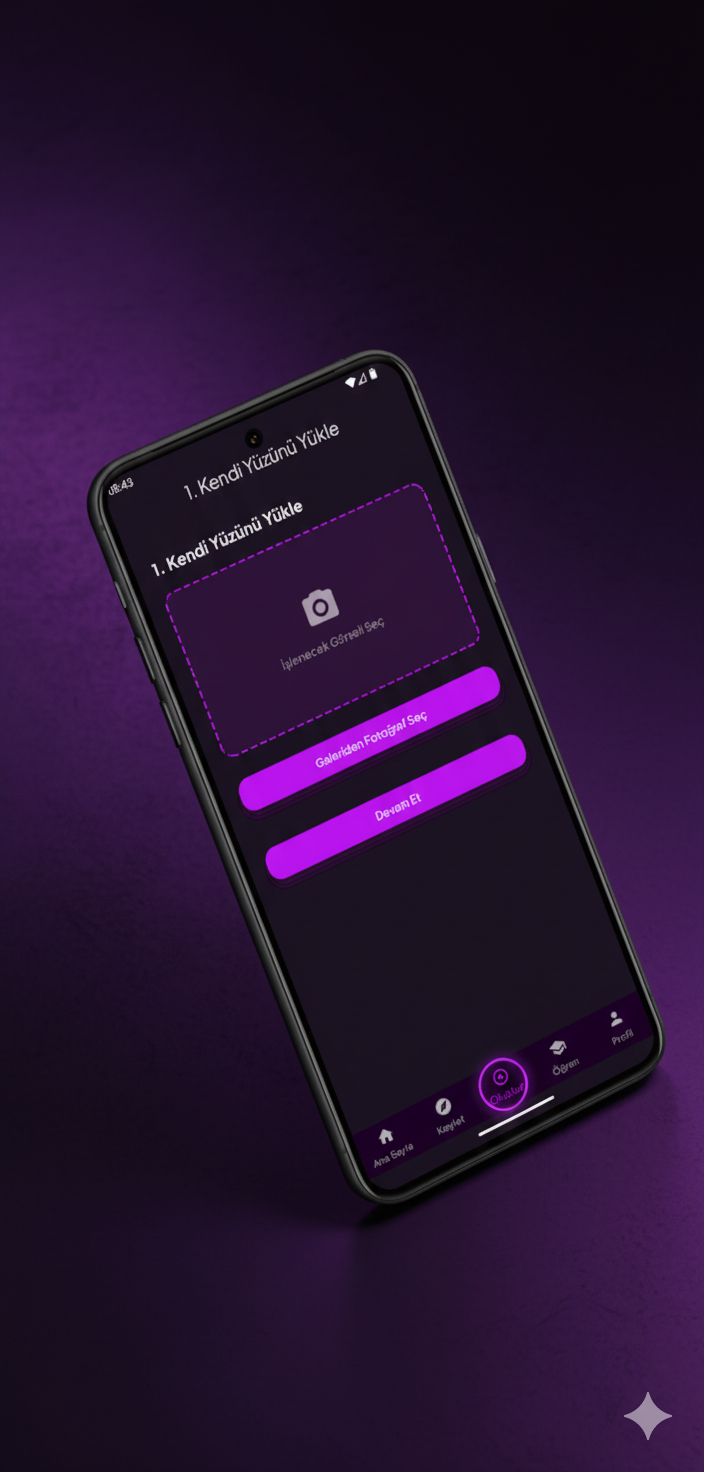 08:43
1. Kendi Yüzünü Yükle
1. Kendi Yüzünü Yükle
İşlenecek Görseli Seç
Galeriden Fotoğraf Seç
Devam Et
Ana Sayfa
Keşfet
Öğren
Profil